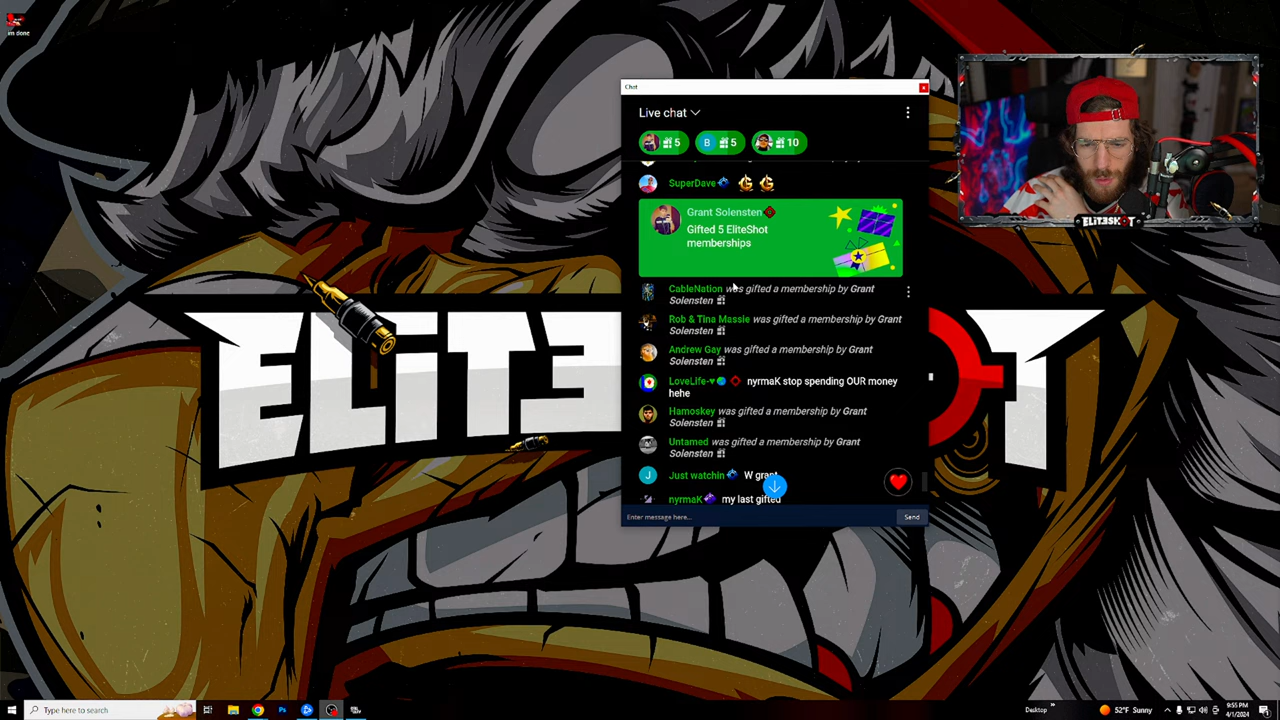 im done
Chat
Live chat
5
B
5
10
SuperDave
Grant Solensten
Gifted 5 EliteShot
memberships
CableNation was gifted a membership by Grant
Solensten
Rob & Tina Massie was gifted a membership by Grant
Solensten
Andrew Gay was gifted a membership by Grant
Solensten
LoveLife-♥ nyrmaK stop spending OUR money
hehe
Hamoskey was gifted a membership by Grant
Solensten
Untamed was gifted a membership by Grant
Solensten
J
Just watchin W grant
nyrmaK my last gifted
Enter message here...
Send
ELITE3KOT
ELiTE
T
Type here to search
Desktop
52°F Sunny
9:55 PM
4/1/2024